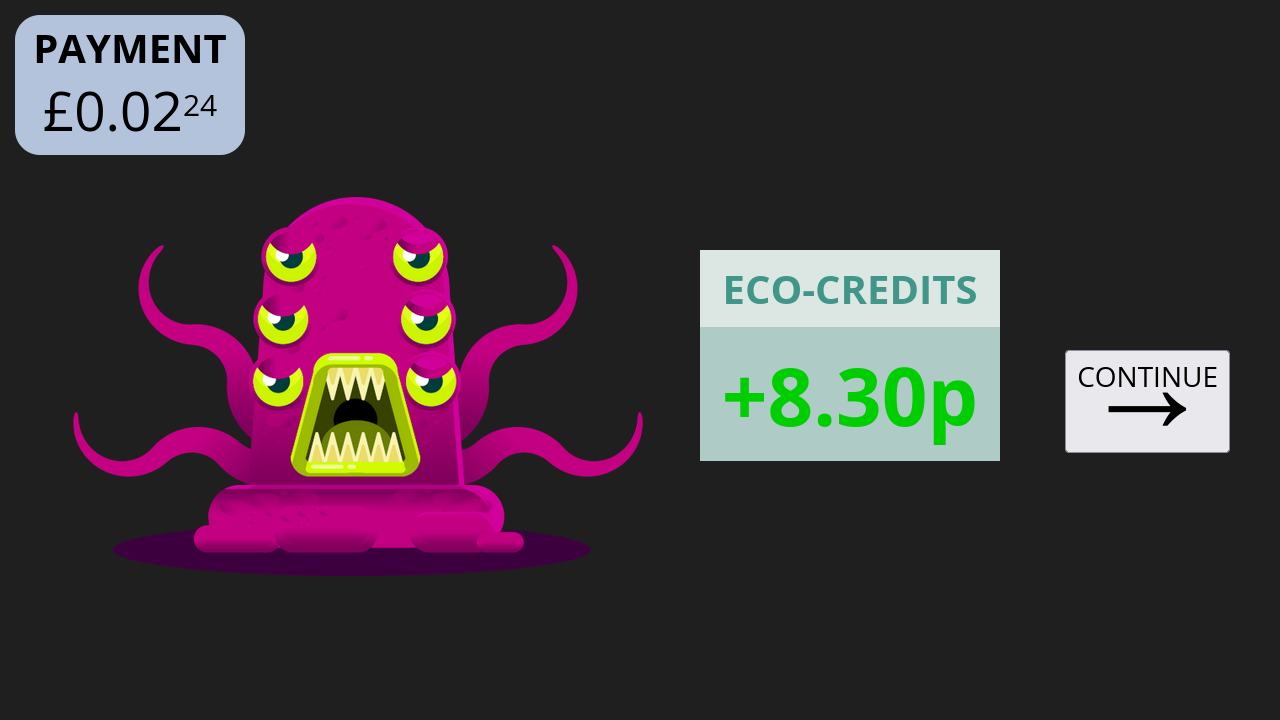 PAYMENT
£0.02²⁴
ECO-CREDITS
+8.30p
CONTINUE